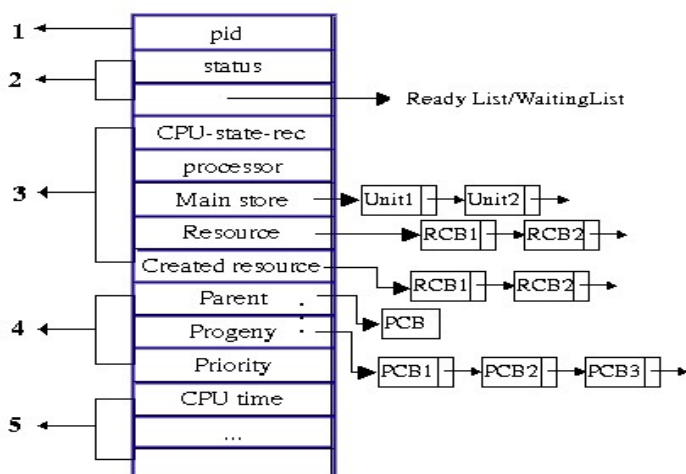 1
pid
2
status
Ready List/WaitingList
3
CPU-state-rec
processor
Main store
Unit1
Unit2
Resource
RCB1
RCB2
Created resource
RCB1
RCB2
4
Parent
PCB
Progeny
Priority
PCB1
PCB2
PCB3
5
CPU time
...